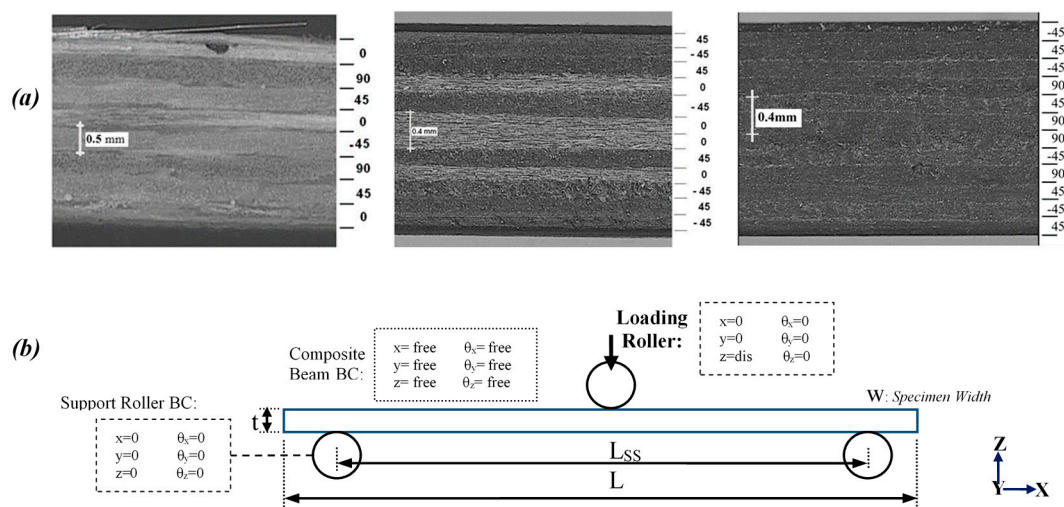 (a)
0.5 mm
0
90
45
0
-45
90
45
0
0.4 mm
45
- 45
45
0
- 45
0
0
45
0
- 45
45
- 45
0.4mm
-45
45
-45
90
45
90
90
45
90
45
-45
45
(b)
Composite
Beam BC:
x= free θx= free
y= free θy= free
z= free θz= free
Loading
Roller:
x=0 θx=0
y=0 θy=0
z=dis θz=0
W: Specimen Width
Support Roller BC:
x=0 θx=0
y=0 θy=0
z=0 θz=0
t
LSS
L
Z
Y
X